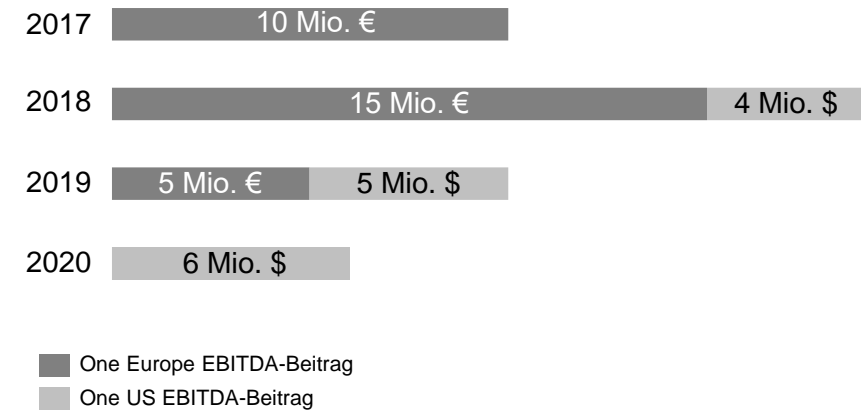 2017 10 Mio. €
2018 15 Mio. € 4 Mio. $
2019 5 Mio. € 5 Mio. $
2020 6 Mio. $
One Europe EBITDA-Beitrag
One US EBITDA-Beitrag